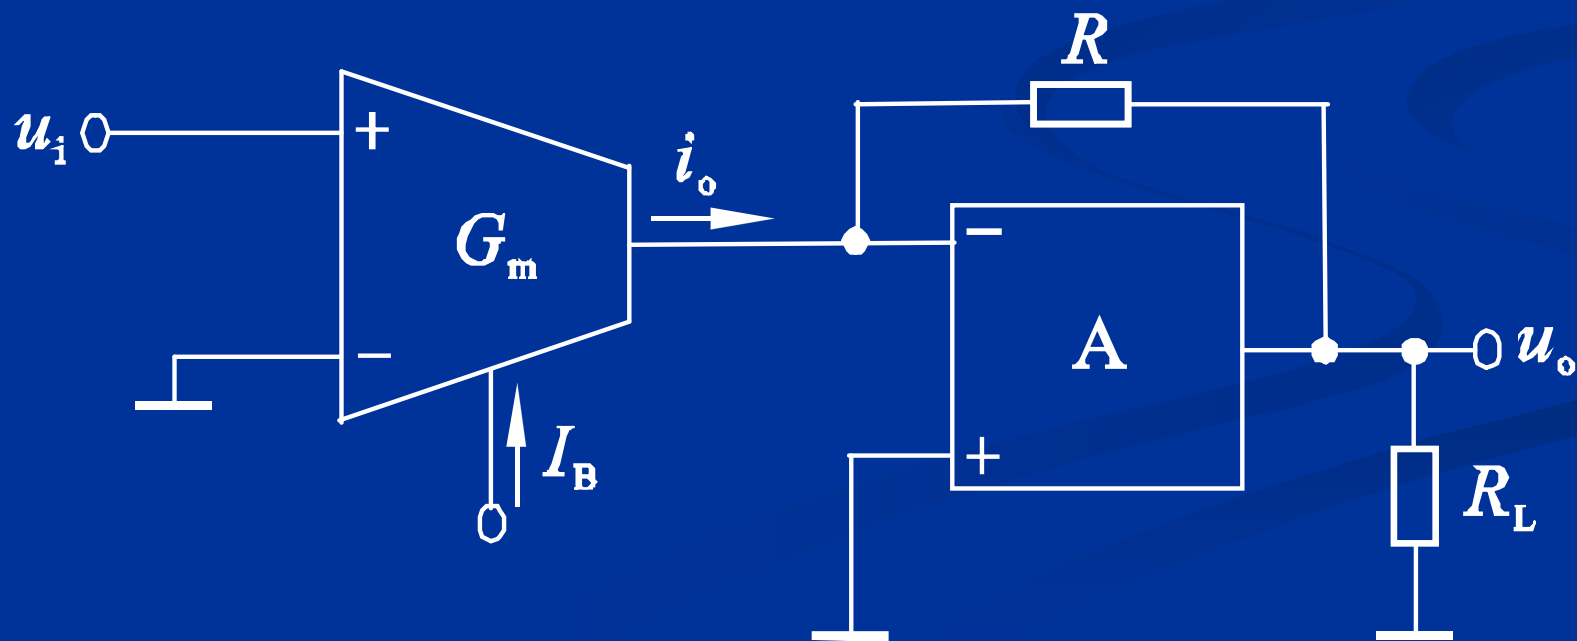 R
u_i
+
i_o
G_m
−
A
u_o
−
I_B
+
R_L